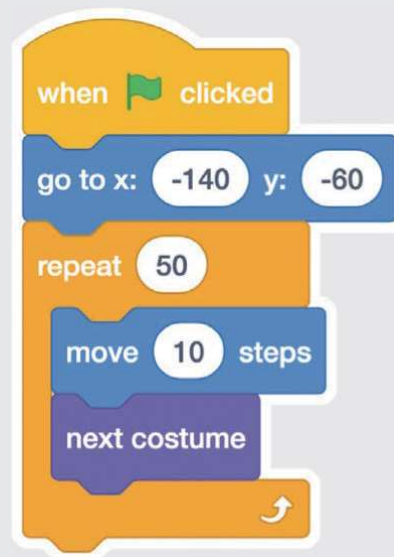 when clicked
go to x: -140 y: -60
repeat 50
move 10 steps
next costume